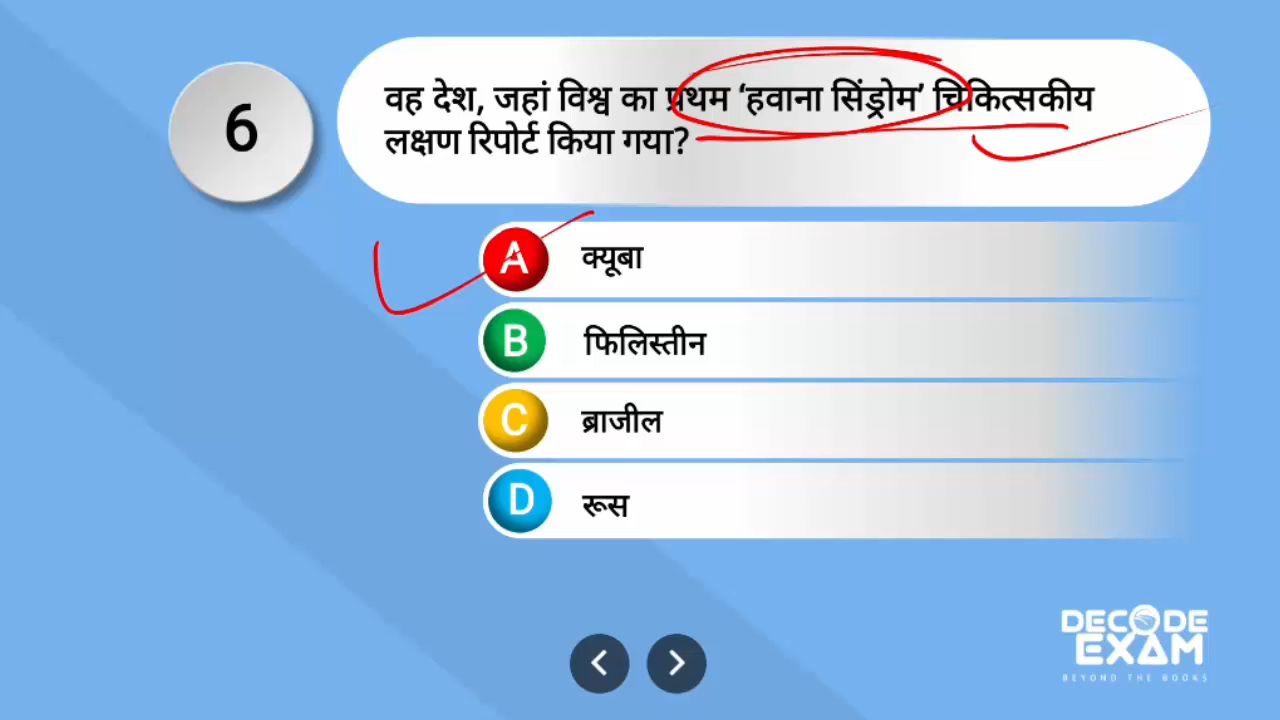 6
वह देश, जहां विश्व का प्रथम ‘हवाना सिंड्रोम’ चिकित्सकीय
लक्षण रिपोर्ट किया गया?
A क्यूबा
B फिलिस्तीन
C ब्राजील
D रूस
DECODE
EXAM
BEYOND THE BOOKS